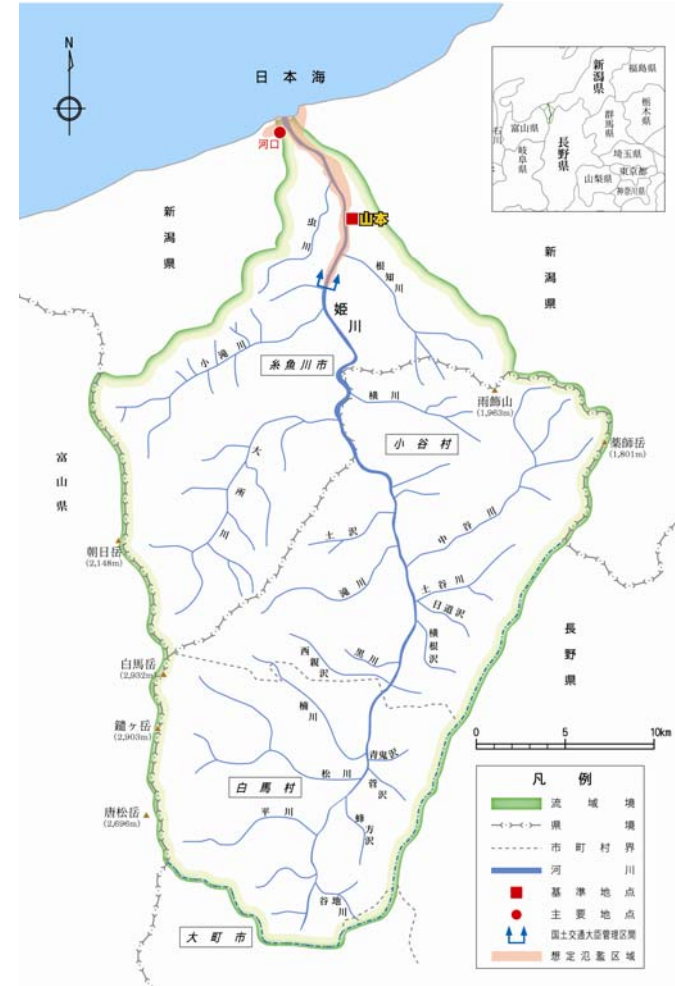 N
日本海
新潟県
福島県
栃木県
群馬県
富山県
石川
長野県
岐阜県
埼玉県
東京都
山梨県
神奈川県
河口
山本
新潟県
新潟県
虫川
根知川
姫川
小滝川
糸魚川市
横川
雨飾山
(1,963m)
小谷村
薬師岳
(1,801m)
富山県
大所川
中谷川
土沢
朝日岳
(2,148m)
滝川
土谷川
日道沢
横根沢
長野県
西親沢
黒川
白馬岳
(2,932m)
楠川
鑓ヶ岳
(2,903m)
青鬼沢
松川
菅沢
白馬村
平川
唐松岳
(2,696m)
蜂方沢
谷地川
大町市
0 5 10km
凡例
流域境
県境
市町村界
河川
基準地点
主要地点
国土交通大臣管理区間
想定氾濫区域